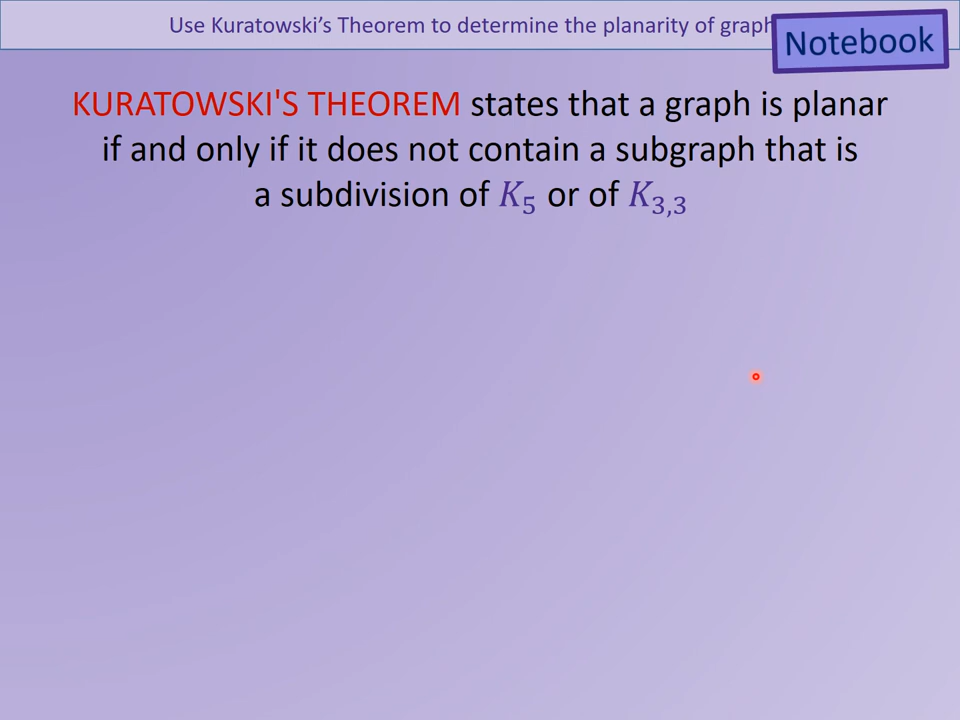 Use Kuratowski’s Theorem to determine the planarity of graph
Notebook
KURATOWSKI'S THEOREM states that a graph is planar
if and only if it does not contain a subgraph that is
a subdivision of K₅ or of K₃,₃